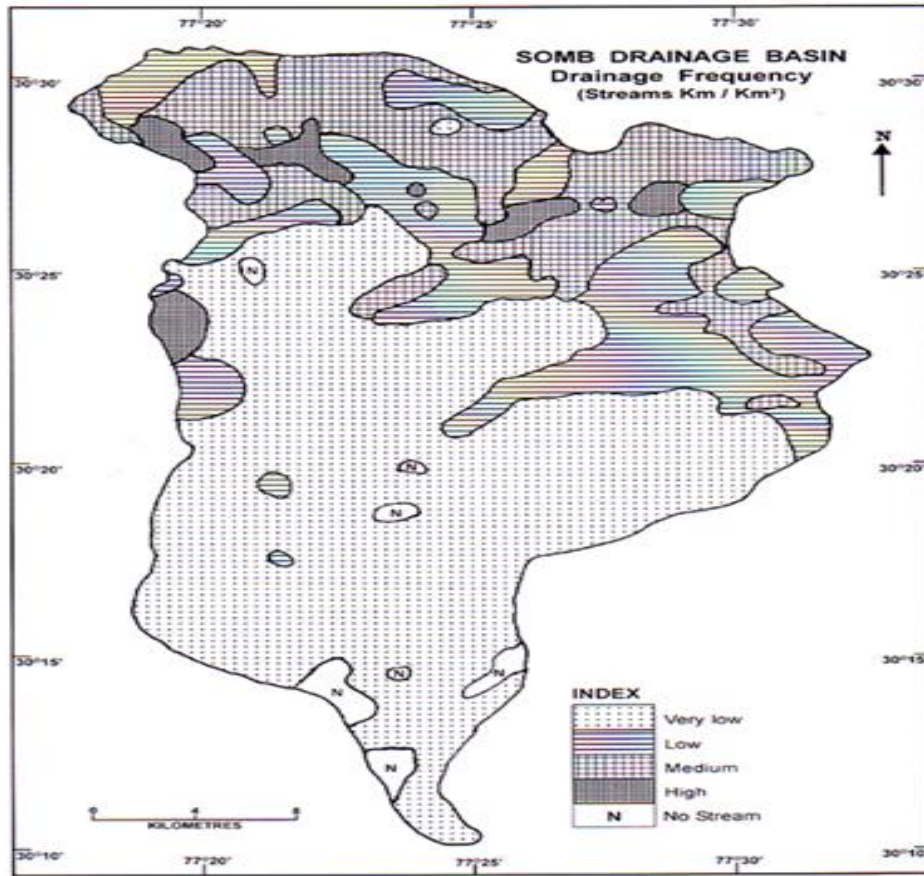 77°20' 77°25' 77°30'
SOMB DRAINAGE BASIN
Drainage Frequency
(Streams Km / Km²)
30°30' 30°30'
N
30°25' 30°25'
N
30°20' 30°20'
N
N
30°15' 30°15'
N
N
N
N
INDEX
Very low
Low
Medium
High
N No Stream
0 4 8
KILOMETRES
30°10' 30°10'
77°20' 77°25' 77°30'